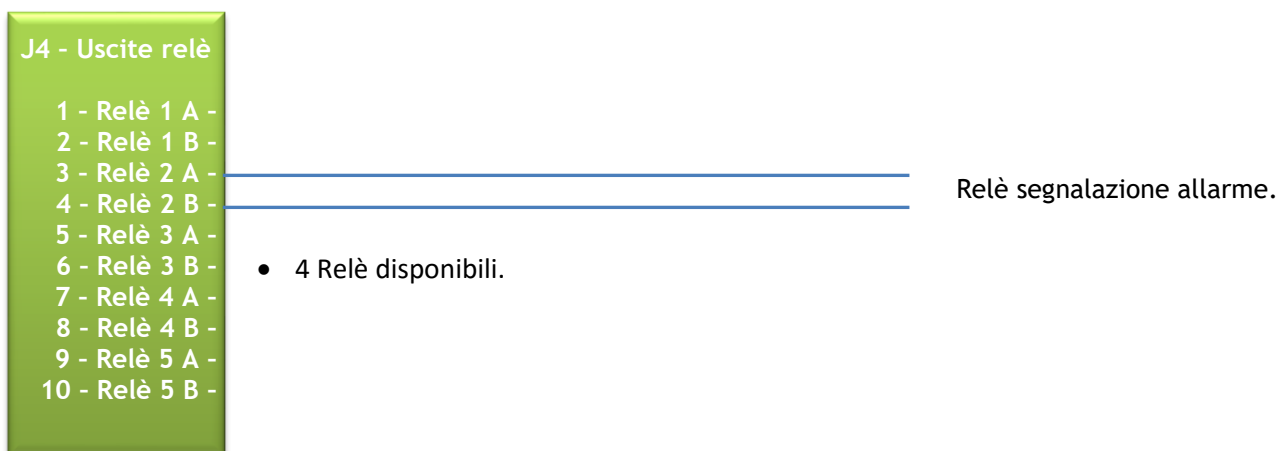 J4 – Uscite relè
1 – Relè 1 A –
2 – Relè 1 B –
3 – Relè 2 A –
4 – Relè 2 B –
Relè segnalazione allarme.
5 – Relè 3 A –
6 – Relè 3 B –
• 4 Relè disponibili.
7 – Relè 4 A –
8 – Relè 4 B –
9 – Relè 5 A –
10 – Relè 5 B –